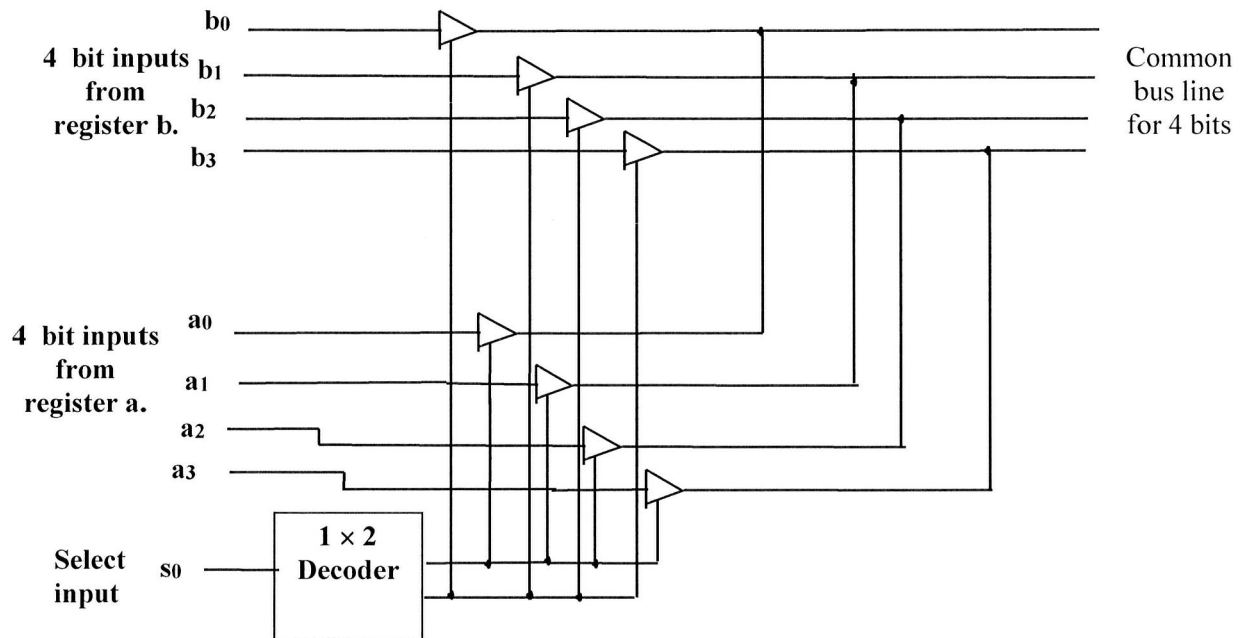 b0
4 bit inputs
from
register b.
b1
b2
b3
Common
bus line
for 4 bits
a0
4 bit inputs
from
register a.
a1
a2
a3
Select
input
s0
1 × 2
Decoder